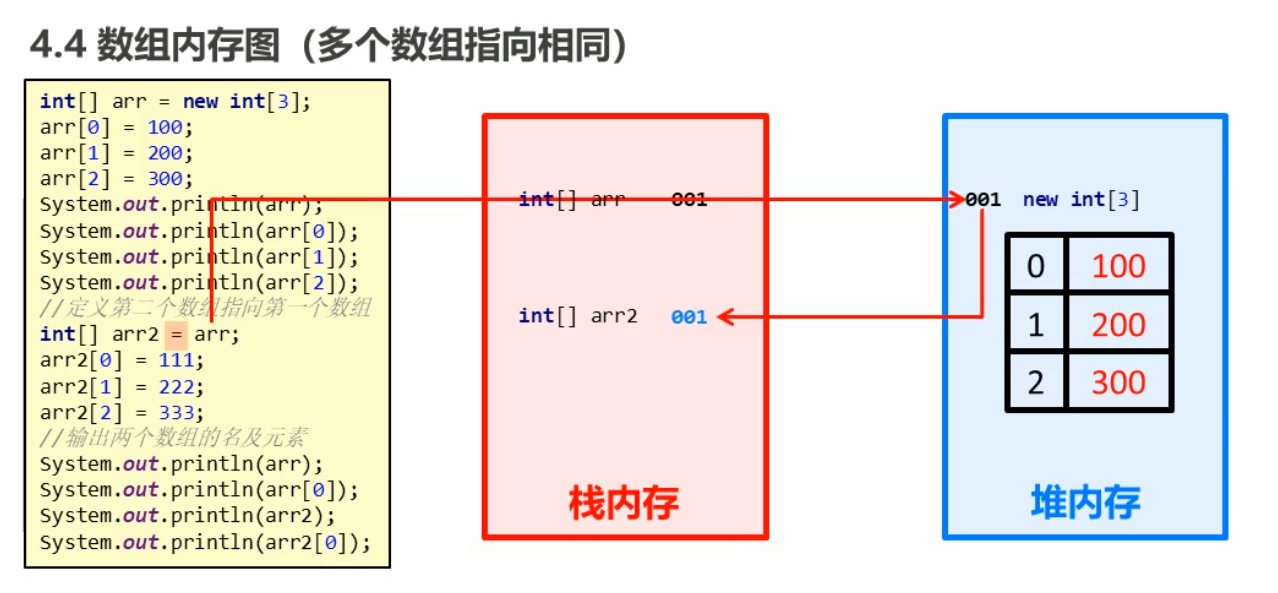 4.4 数组内存图（多个数组指向相同）
int[] arr = new int[3];
arr[0] = 100;
arr[1] = 200;
arr[2] = 300;
System.out.println(arr);
System.out.println(arr[0]);
System.out.println(arr[1]);
System.out.println(arr[2]);
//定义第二个数组指向第一个数组
int[] arr2 = arr;
arr2[0] = 111;
arr2[1] = 222;
arr2[2] = 333;
//输出两个数组的名及元素
System.out.println(arr);
System.out.println(arr[0]);
System.out.println(arr2);
System.out.println(arr2[0]);
int[] arr 001
int[] arr2 001
栈内存
001 new int[3]
0 100
1 200
2 300
堆内存